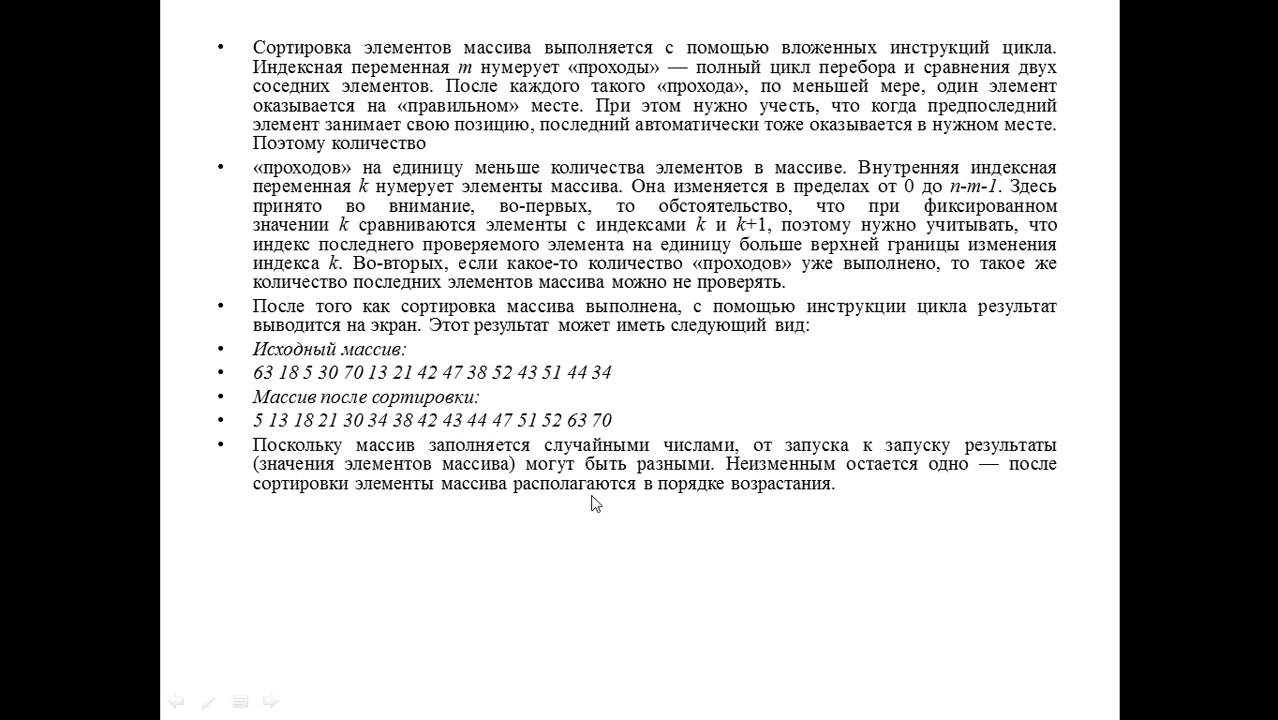 • Сортировка элементов массива выполняется с помощью вложенных инструкций цикла.
Индексная переменная m нумерует «проходы» — полный цикл перебора и сравнения двух
соседних элементов. После каждого такого «прохода», по меньшей мере, один элемент
оказывается на «правильном» месте. При этом нужно учесть, что когда предпоследний
элемент занимает свою позицию, последний автоматически тоже оказывается в нужном месте.
Поэтому количество
• «проходов» на единицу меньше количества элементов в массиве. Внутренняя индексная
переменная k нумерует элементы массива. Она изменяется в пределах от 0 до n-m-1. Здесь
принято во внимание, во-первых, то обстоятельство, что при фиксированном
значении k сравниваются элементы с индексами k и k+1, поэтому нужно учитывать, что
индекс последнего проверяемого элемента на единицу больше верхней границы изменения
индекса k. Во-вторых, если какое-то количество «проходов» уже выполнено, то такое же
количество последних элементов массива можно не проверять.
• После того как сортировка массива выполнена, с помощью инструкции цикла результат
выводится на экран. Этот результат может иметь следующий вид:
• Исходный массив:
• 63 18 5 30 70 13 21 42 47 38 52 43 51 44 34
• Массив после сортировки:
• 5 13 18 21 30 34 38 42 43 44 47 51 52 63 70
• Поскольку массив заполняется случайными числами, от запуска к запуску результаты
(значения элементов массива) могут быть разными. Неизменным остается одно — после
сортировки элементы массива располагаются в порядке возрастания.